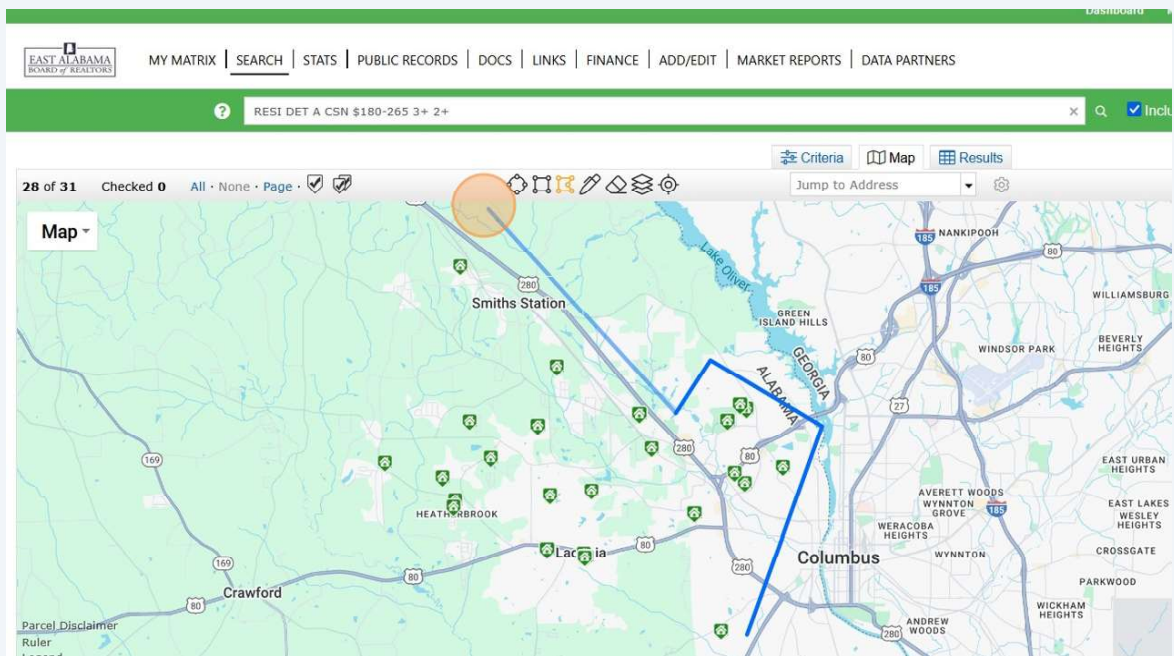 Dashboard
EAST ALABAMA
BOARD of REALTORS
MY MATRIX | SEARCH | STATS | PUBLIC RECORDS | DOCS | LINKS | FINANCE | ADD/EDIT | MARKET REPORTS | DATA PARTNERS
? RESI DET A CSN $180-265 3+ 2+ × Inclu
Criteria Map Results
28 of 31 Checked 0 All · None · Page · Jump to Address
Map
185 NANKIPOOH
80
Lake Oliver
280
185
WILLIAMSBURG
Smiths Station
GREEN
ISLAND HILLS
BEVERLY
HEIGHTS
WINDSOR PARK
GEORGIA
80
ALABAMA
27
280
80
169
EAST URBAN
HEIGHTS
AVERETT WOODS
WYNNTON
GROVE
185
EAST LAKES
WESLEY
HEIGHTS
HEATHERBROOK
WERACOBA
HEIGHTS
CROSSGATE
Ladonia
80
Columbus
WYNNTON
169
280
80
PARKWOOD
Crawford
80
WICKHAM
HEIGHTS
Parcel Disclaimer
ANDREW
WOODS
280
Ruler
Legend